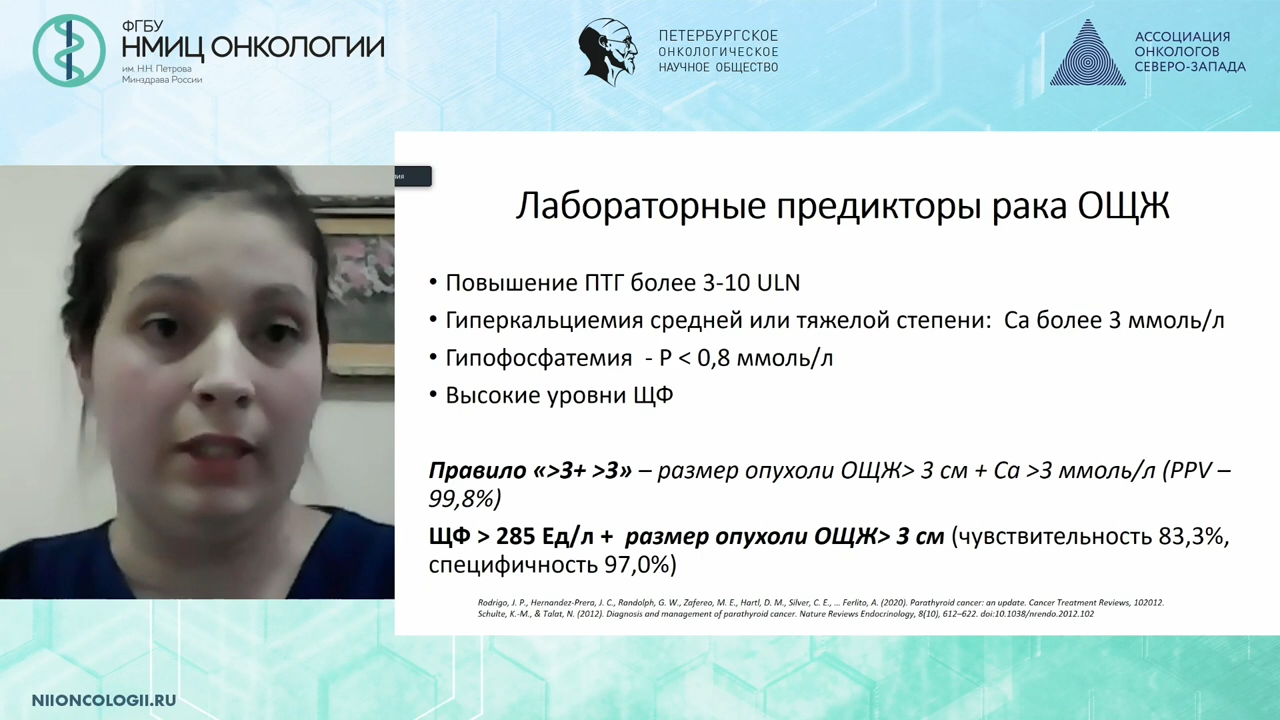 ФГБУ
НМИЦ ОНКОЛОГИИ
им. Н.Н. Петрова
Минздрава России
ПЕТЕРБУРГСКОЕ
ОНКОЛОГИЧЕСКОЕ
НАУЧНОЕ ОБЩЕСТВО
АССОЦИАЦИЯ
ОНКОЛОГОВ
СЕВЕРО-ЗАПАДА
Лабораторные предикторы рака ОЩЖ
• Повышение ПТГ более 3-10 ULN
• Гиперкальциемия средней или тяжелой степени: Са более 3 ммоль/л
• Гипофосфатемия - Р < 0,8 ммоль/л
• Высокие уровни ЩФ
Правило «>3+ >3» – размер опухоли ОЩЖ> 3 см + Са >3 ммоль/л (PPV –
99,8%)
ЩФ > 285 Ед/л + размер опухоли ОЩЖ> 3 см (чувствительность 83,3%,
специфичность 97,0%)
Rodrigo, J. P., Hernandez-Prera, J. C., Randolph, G. W., Zafereo, M. E., Hartl, D. M., Silver, C. E., … Ferlito, A. (2020). Parathyroid cancer: an update. Cancer Treatment Reviews, 102012.
Schulte, K.-M., & Talat, N. (2012). Diagnosis and management of parathyroid cancer. Nature Reviews Endocrinology, 8(10), 612–622. doi:10.1038/nrendo.2012.102
NIIONCOLOGII.RU